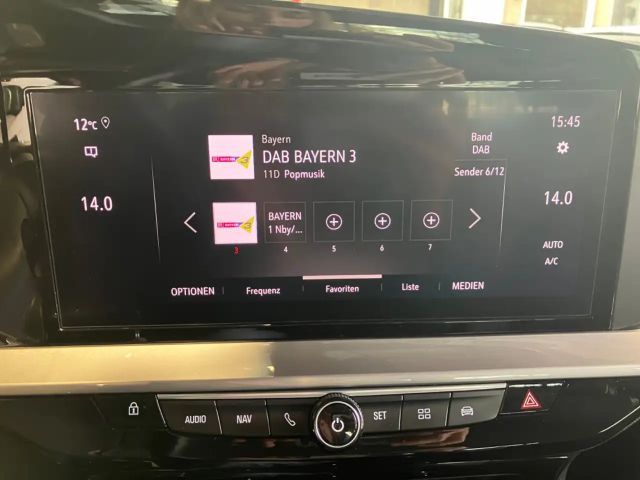 12°C
15:45
Bayern
DAB BAYERN 3
11D Popmusik
Band
DAB
Sender 6/12
14.0
14.0
BAYERN
1 Nby/...
3
4
5
6
7
AUTO
A/C
OPTIONEN
Frequenz
Favoriten
Liste
MEDIEN
AUDIO
NAV
SET